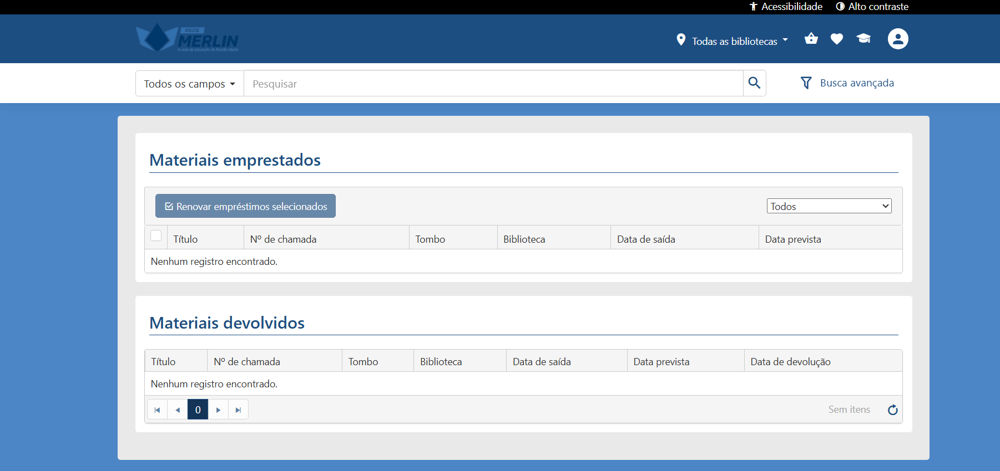 Acessibilidade Alto contraste
REDE
MERLIN
Todas as bibliotecas
Todos os campos Pesquisar Busca avançada
Materiais emprestados
Renovar empréstimos selecionados Todos
Título Nº de chamada Tombo Biblioteca Data de saída Data prevista
Nenhum registro encontrado.
Materiais devolvidos
Título Nº de chamada Tombo Biblioteca Data de saída Data prevista Data de devolução
Nenhum registro encontrado.
0 Sem itens